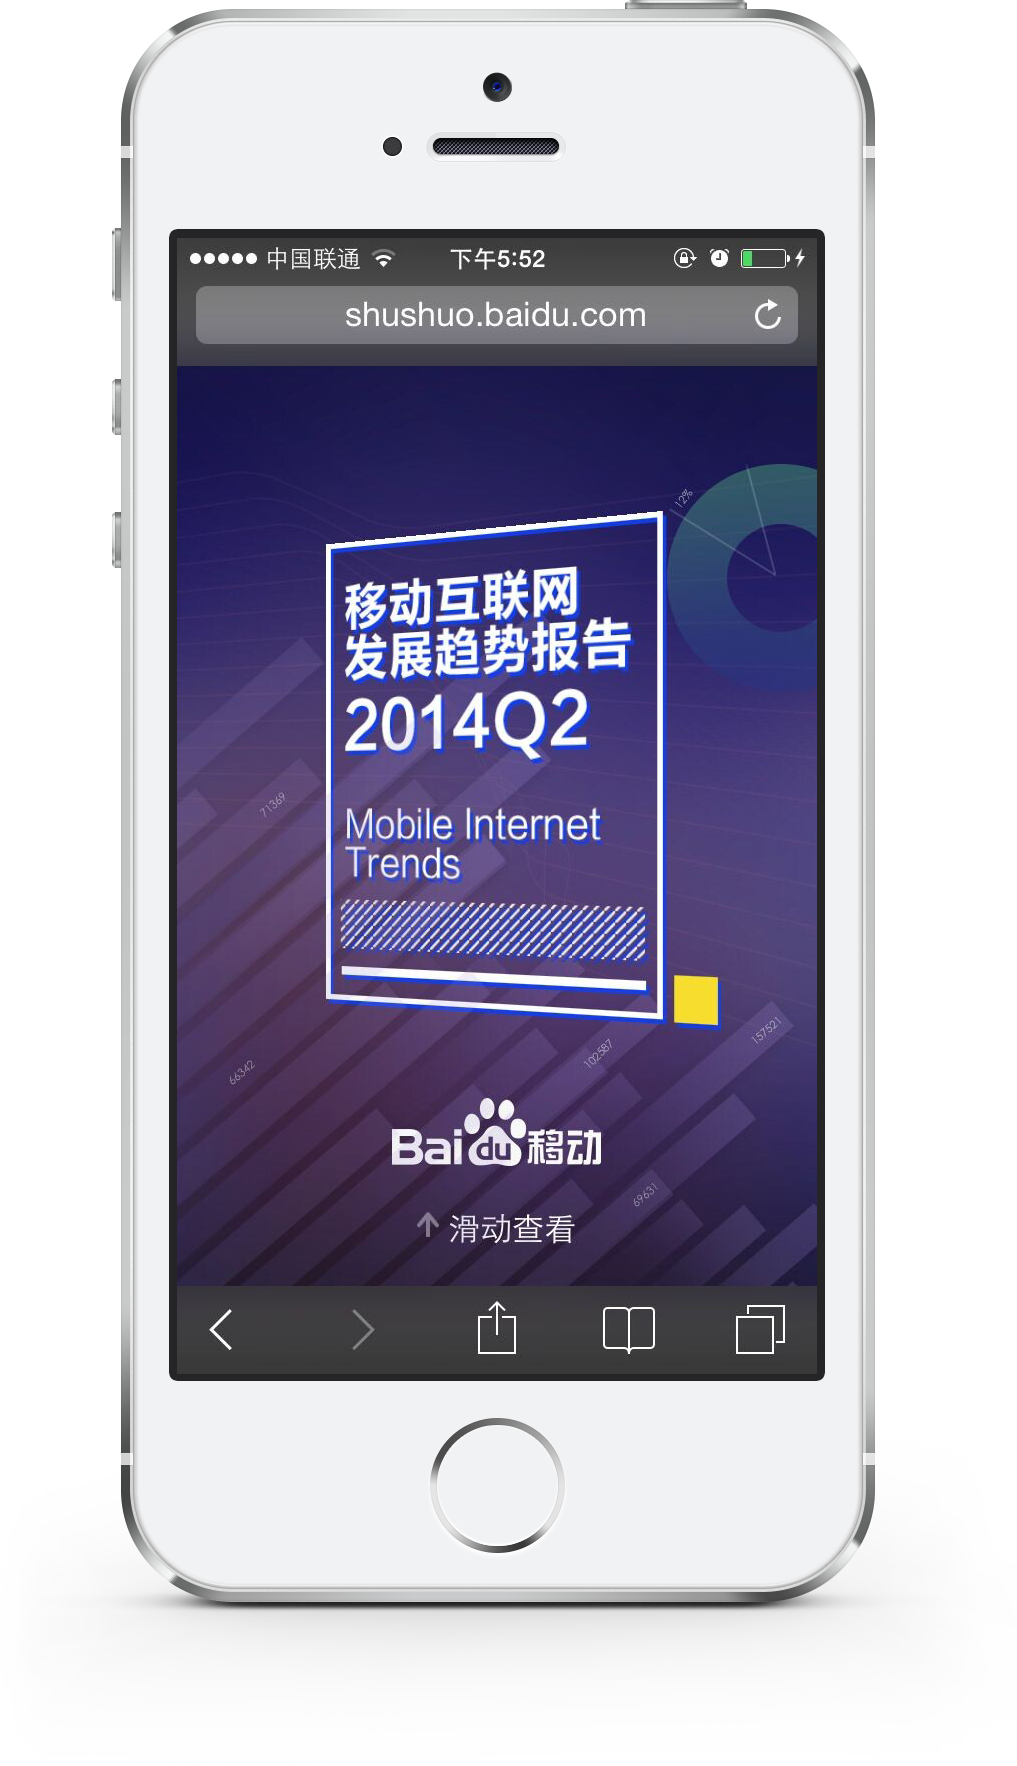 中国联通 下午5:52
shushuo.baidu.com
12%
移动互联网
发展趋势报告
2014Q2
71369
Mobile Internet
Trends
157521
102587
66342
Baidu移动
69631
滑动查看